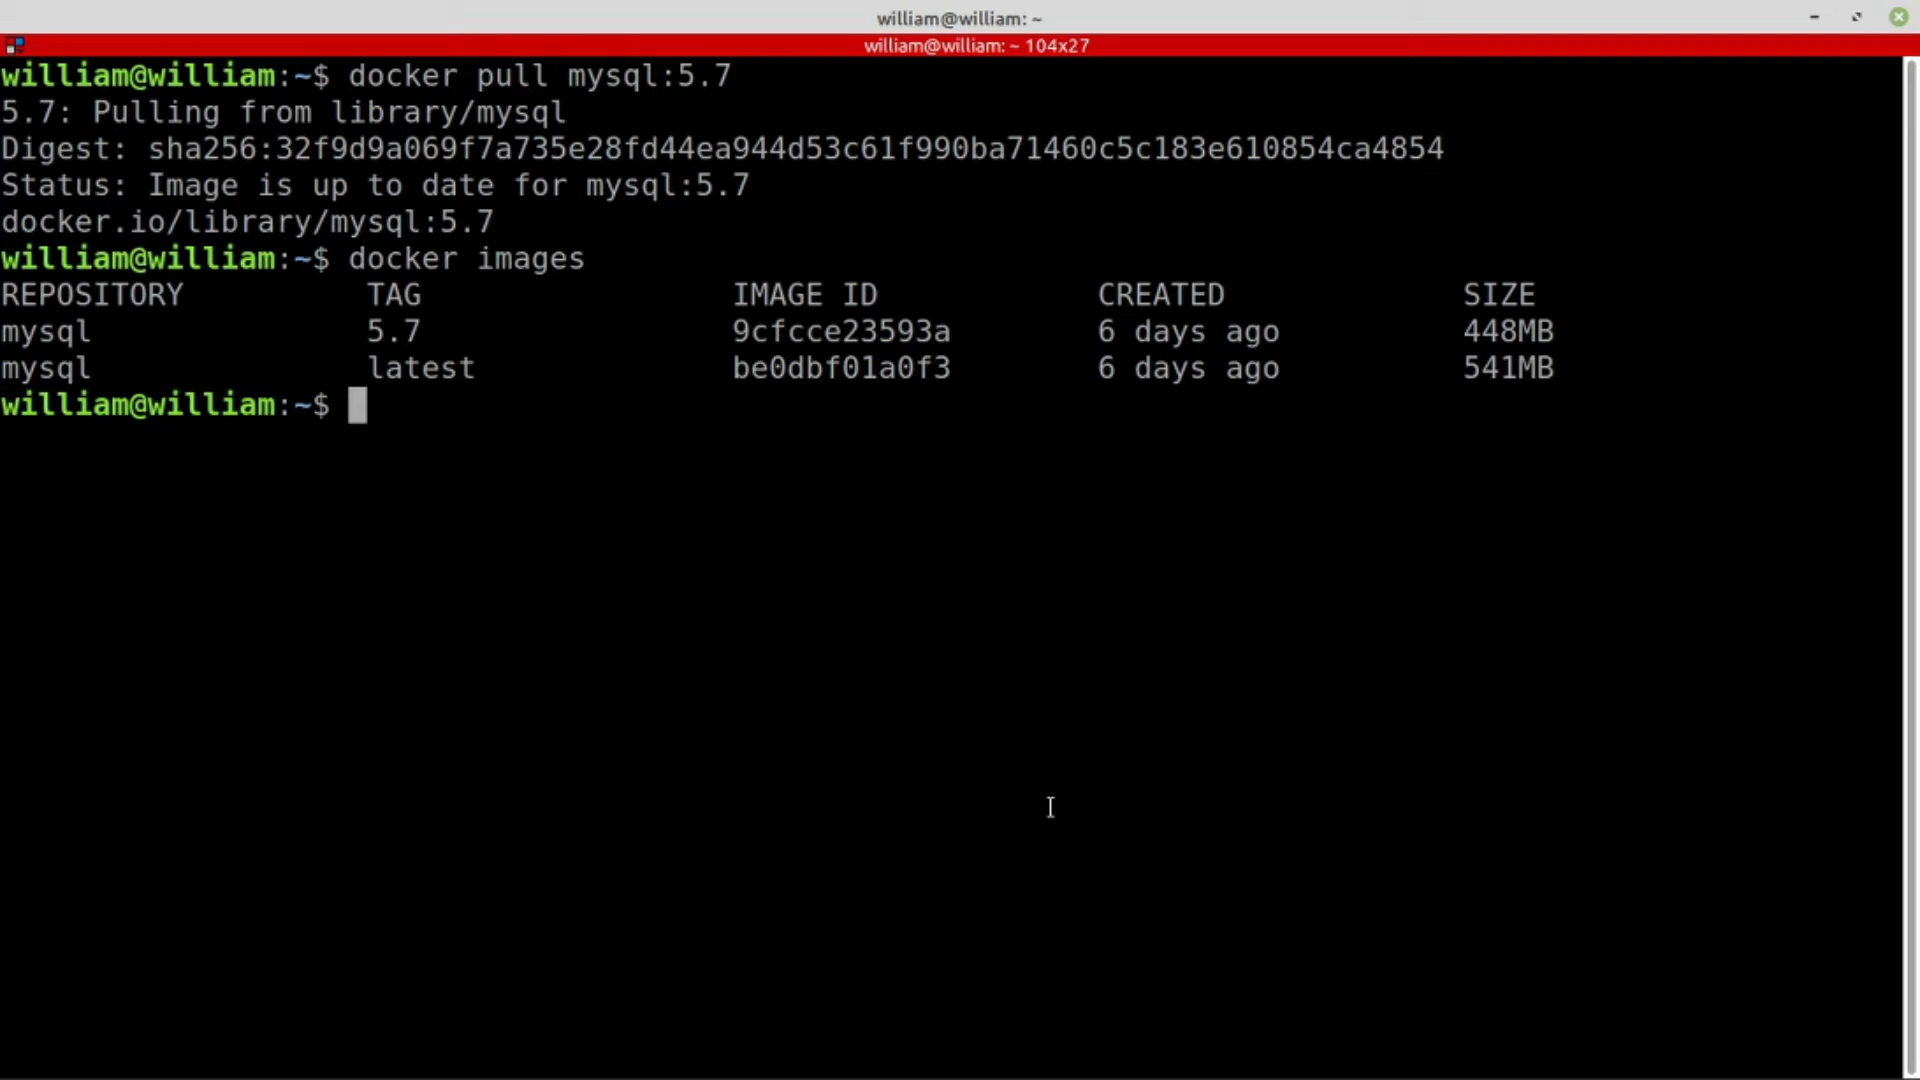 william@william: ~
william@william: ~ 104x27
william@william:~$ docker pull mysql:5.7
5.7: Pulling from library/mysql
Digest: sha256:32f9d9a069f7a735e28fd44ea944d53c61f990ba71460c5c183e610854ca4854
Status: Image is up to date for mysql:5.7
docker.io/library/mysql:5.7
william@william:~$ docker images
REPOSITORY TAG IMAGE ID CREATED SIZE
mysql 5.7 9cfcce23593a 6 days ago 448MB
mysql latest be0dbf01a0f3 6 days ago 541MB
william@william:~$